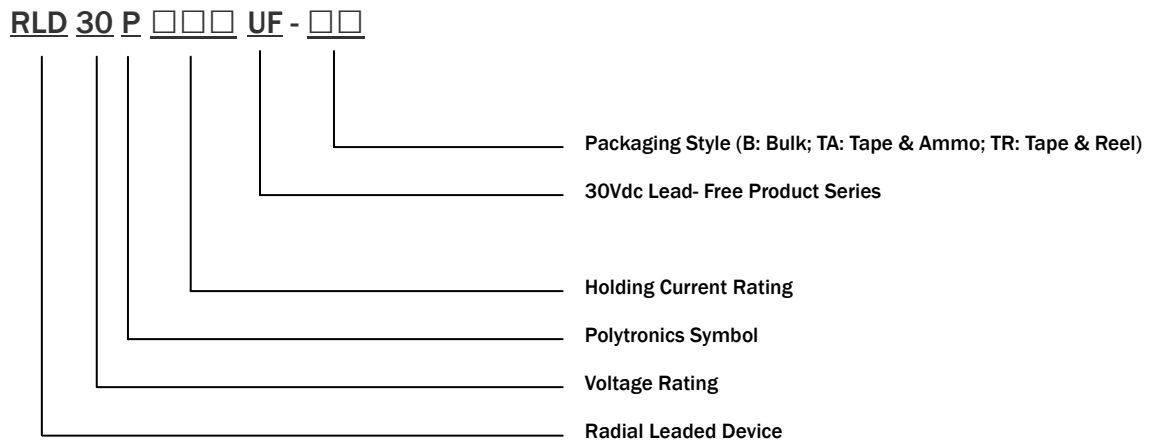 RLD 30 P □□□ UF - □□
Packaging Style (B: Bulk; TA: Tape & Ammo; TR: Tape & Reel)
30Vdc Lead- Free Product Series
Holding Current Rating
Polytronics Symbol
Voltage Rating
Radial Leaded Device